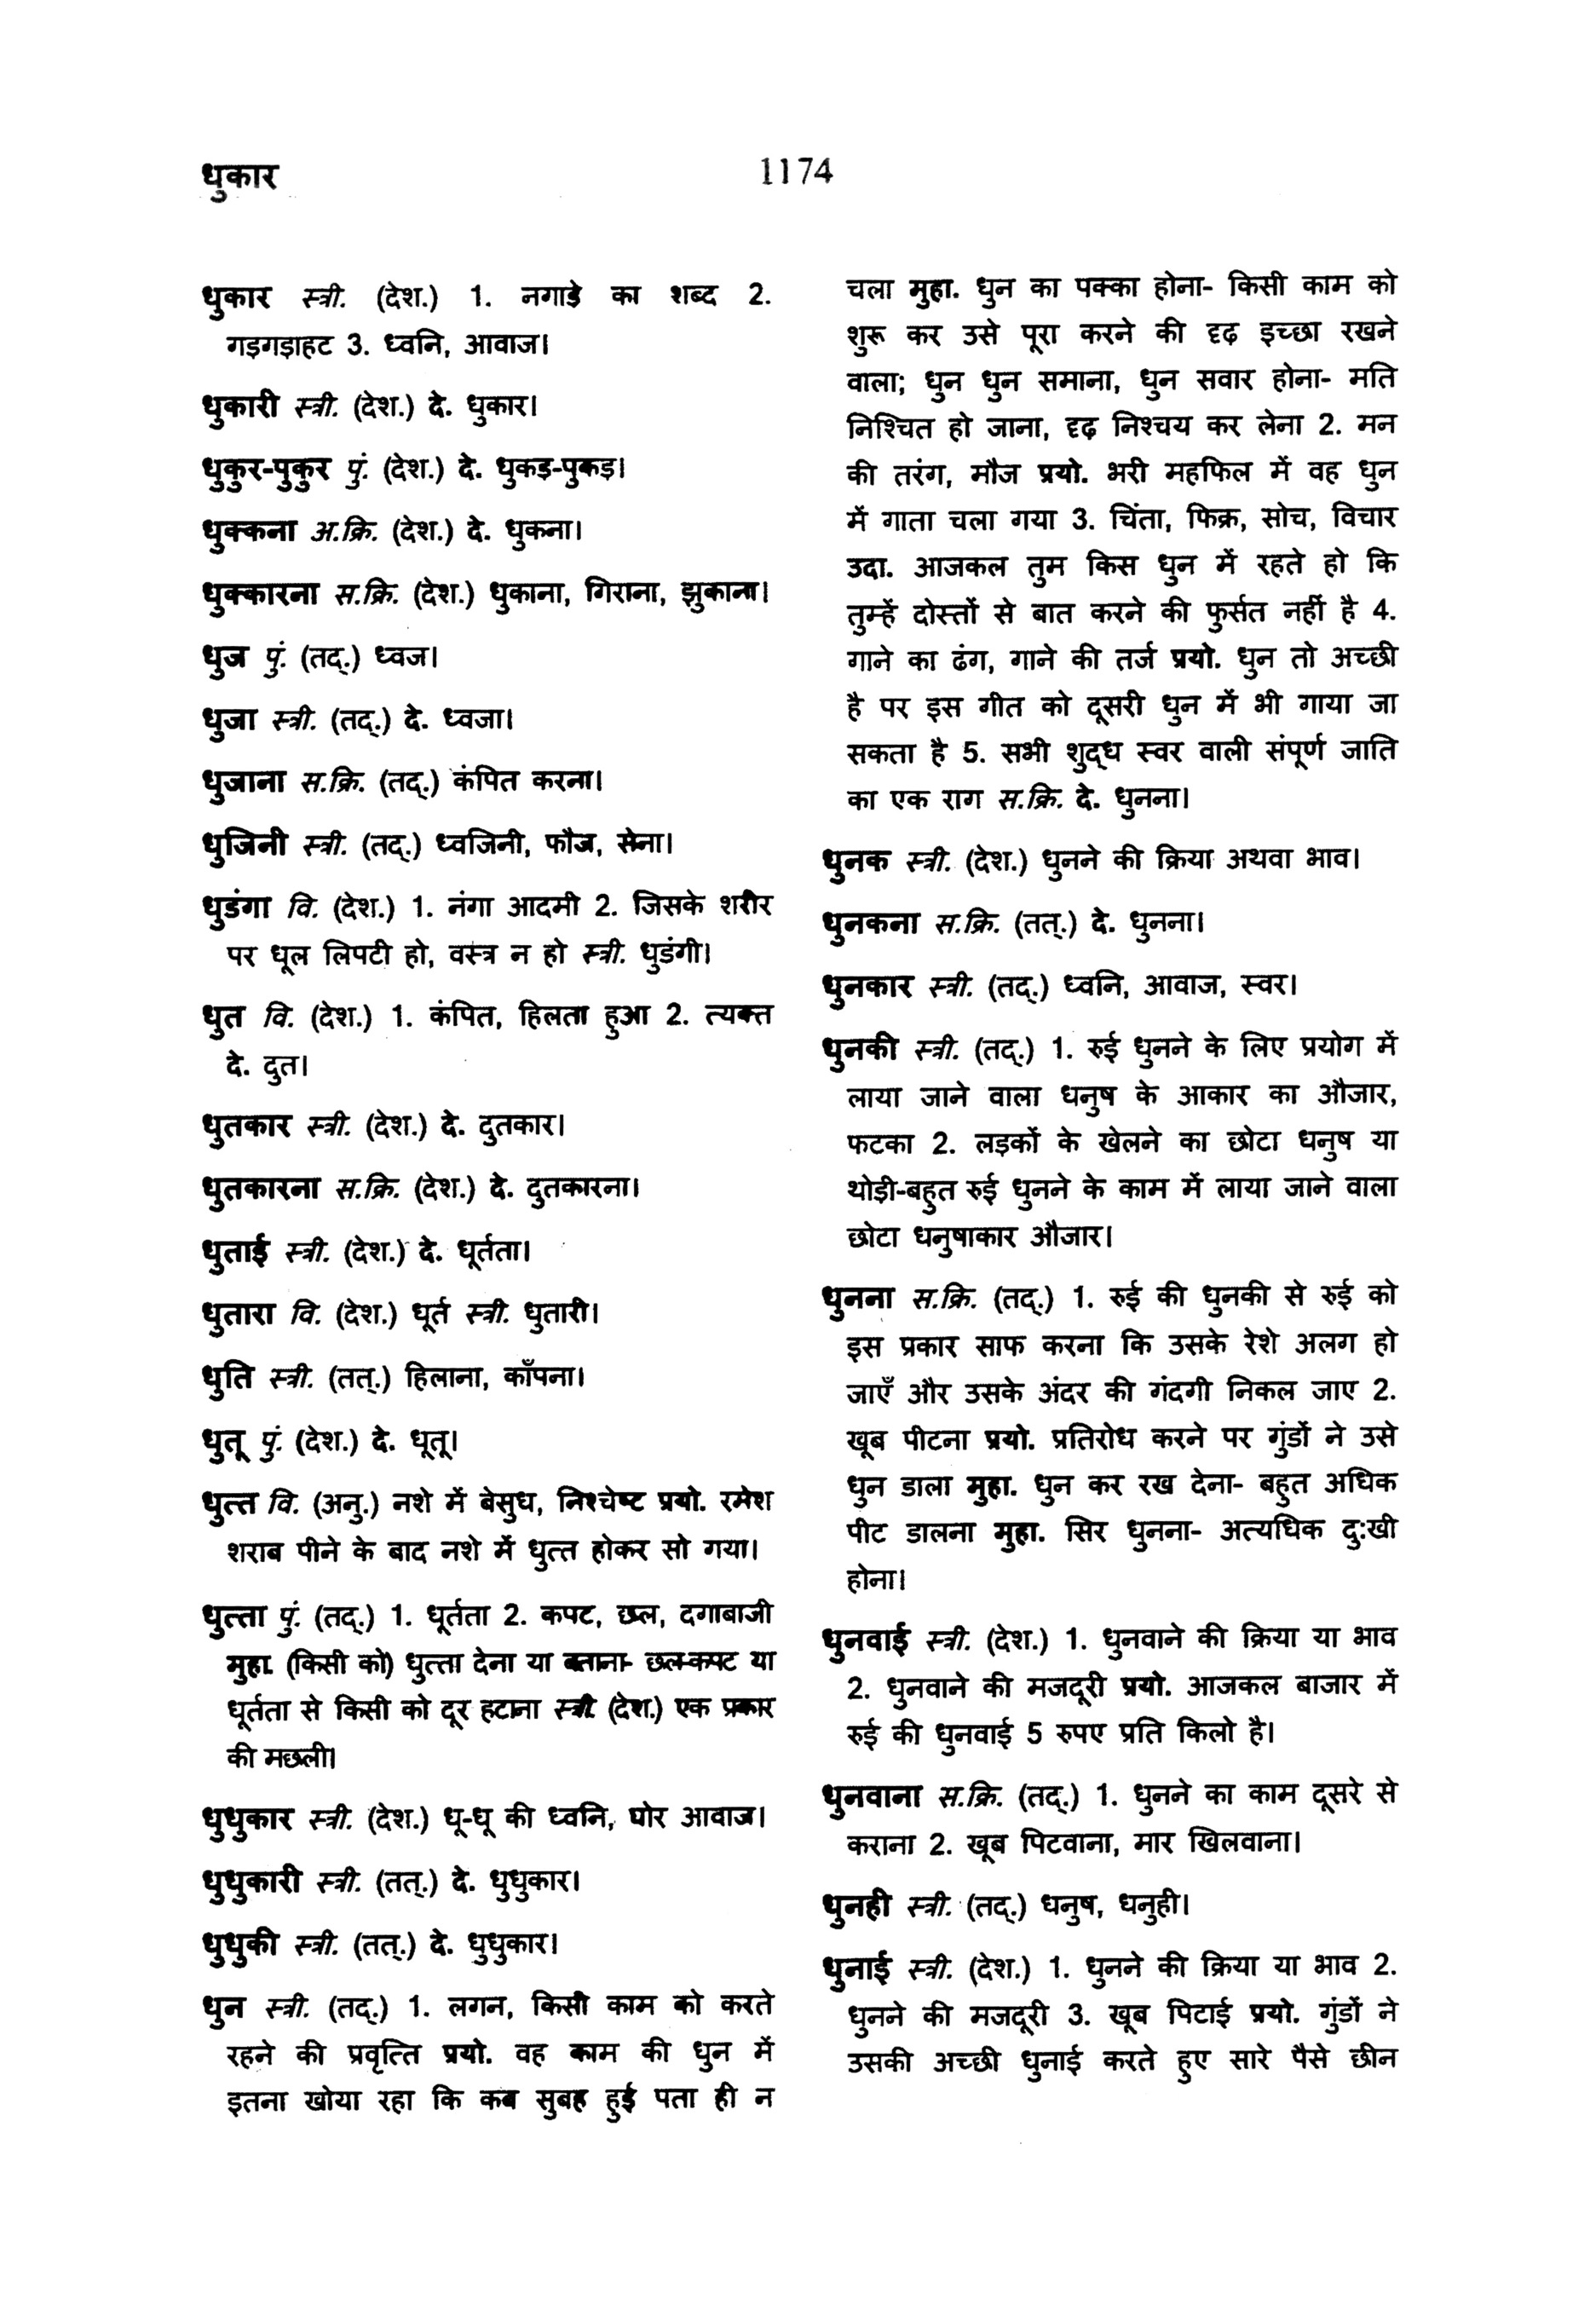 धुकार
1174
धुकार स्त्री. (देश.) 1. नगाड़े का शब्द 2.
गड़गड़ाहट 3. ध्वनि, आवाज।
धुकारी स्त्री. (देश.) दे. धुकार।
धुकुर-पुकुर पुं. (देश.) दे. धुकड़-पुकड़।
धुक्कना अ.क्रि. (देश.) दे. धुकना।
धुक्कारना स.क्रि. (देश.) धुकाना, गिराना, झुकाना।
धुज पुं. (तद्.) ध्वज।
धुजा स्त्री. (तद्.) दे. ध्वजा।
धुजाना स.क्रि. (तद्.) कंपित करना।
धुजिनी स्त्री. (तद्.) ध्वजिनी, फौज, सेना।
धुडंगा वि. (देश.) 1. नंगा आदमी 2. जिसके शरीर
पर धूल लिपटी हो, वस्त्र न हो स्त्री. धुडंगी।
धुत वि. (देश.) 1. कंपित, हिलता हुआ 2. त्यक्त
दे. दुत।
धुतकार स्त्री. (देश.) दे. दुतकार।
धुतकारना स.क्रि. (देश.) दे. दुतकारना।
धुताई स्त्री. (देश.) दे. धूर्तता।
धुतारा वि. (देश.) धूर्त स्त्री. धुतारी।
धुति स्त्री. (तत्.) हिलाना, काँपना।
धुतू पुं. (देश.) दे. धूतू।
धुत्त वि. (अनु.) नशे में बेसुध, निश्चेष्ट प्रयो. रमेश
शराब पीने के बाद नशे में धुत्त होकर सो गया।
धुत्ता पुं. (तद्.) 1. धूर्तता 2. कपट, छल, दगाबाजी
मुहा. (किसी को) धुत्ता देना या बताना- छल-कपट या
धूर्तता से किसी को दूर हटाना स्त्री. (देश.) एक प्रकार
की मछली।
धुधुकार स्त्री. (देश.) धू-धू की ध्वनि, घोर आवाज।
धुधुकारी स्त्री. (तत्.) दे. धुधुकार।
धुधुकी स्त्री. (तत्.) दे. धुधुकार।
धुन स्त्री. (तद्.) 1. लगन, किसी काम को करते
रहने की प्रवृत्ति प्रयो. वह काम की धुन में
इतना खोया रहा कि कब सुबह हुई पता ही न
चला मुहा. धुन का पक्का होना- किसी काम को
शुरू कर उसे पूरा करने की दृढ़ इच्छा रखने
वाला; धुन धुन समाना, धुन सवार होना- मति
निश्चित हो जाना, दृढ़ निश्चय कर लेना 2. मन
की तरंग, मौज प्रयो. भरी महफिल में वह धुन
में गाता चला गया 3. चिंता, फिक्र, सोच, विचार
उदा. आजकल तुम किस धुन में रहते हो कि
तुम्हें दोस्तों से बात करने की फुर्सत नहीं है 4.
गाने का ढंग, गाने की तर्ज प्रयो. धुन तो अच्छी
है पर इस गीत को दूसरी धुन में भी गाया जा
सकता है 5. सभी शुद्ध स्वर वाली संपूर्ण जाति
का एक राग स.क्रि. दे. धुनना।
धुनक स्त्री. (देश.) धुनने की क्रिया अथवा भाव।
धुनकना स.क्रि. (तत्.) दे. धुनना।
धुनकार स्त्री. (तद्.) ध्वनि, आवाज, स्वर।
धुनकी स्त्री. (तद्.) 1. रुई धुनने के लिए प्रयोग में
लाया जाने वाला धनुष के आकार का औजार,
फटका 2. लड़कों के खेलने का छोटा धनुष या
थोड़ी-बहुत रुई धुनने के काम में लाया जाने वाला
छोटा धनुषाकार औजार।
धुनना स.क्रि. (तद्.) 1. रुई की धुनकी से रुई को
इस प्रकार साफ करना कि उसके रेशे अलग हो
जाएँ और उसके अंदर की गंदगी निकल जाए 2.
खूब पीटना प्रयो. प्रतिरोध करने पर गुंडों ने उसे
धुन डाला मुहा. धुन कर रख देना- बहुत अधिक
पीट डालना मुहा. सिर धुनना- अत्यधिक दुःखी
होना।
धुनवाई स्त्री. (देश.) 1. धुनवाने की क्रिया या भाव
2. धुनवाने की मजदूरी प्रयो. आजकल बाजार में
रुई की धुनवाई 5 रुपए प्रति किलो है।
धुनवाना स.क्रि. (तद्.) 1. धुनने का काम दूसरे से
कराना 2. खूब पिटवाना, मार खिलवाना।
धुनही स्त्री. (तद्.) धनुष, धनुही।
धुनाई स्त्री. (देश.) 1. धुनने की क्रिया या भाव 2.
धुनने की मजदूरी 3. खूब पिटाई प्रयो. गुंडों ने
उसकी अच्छी धुनाई करते हुए सारे पैसे छीन